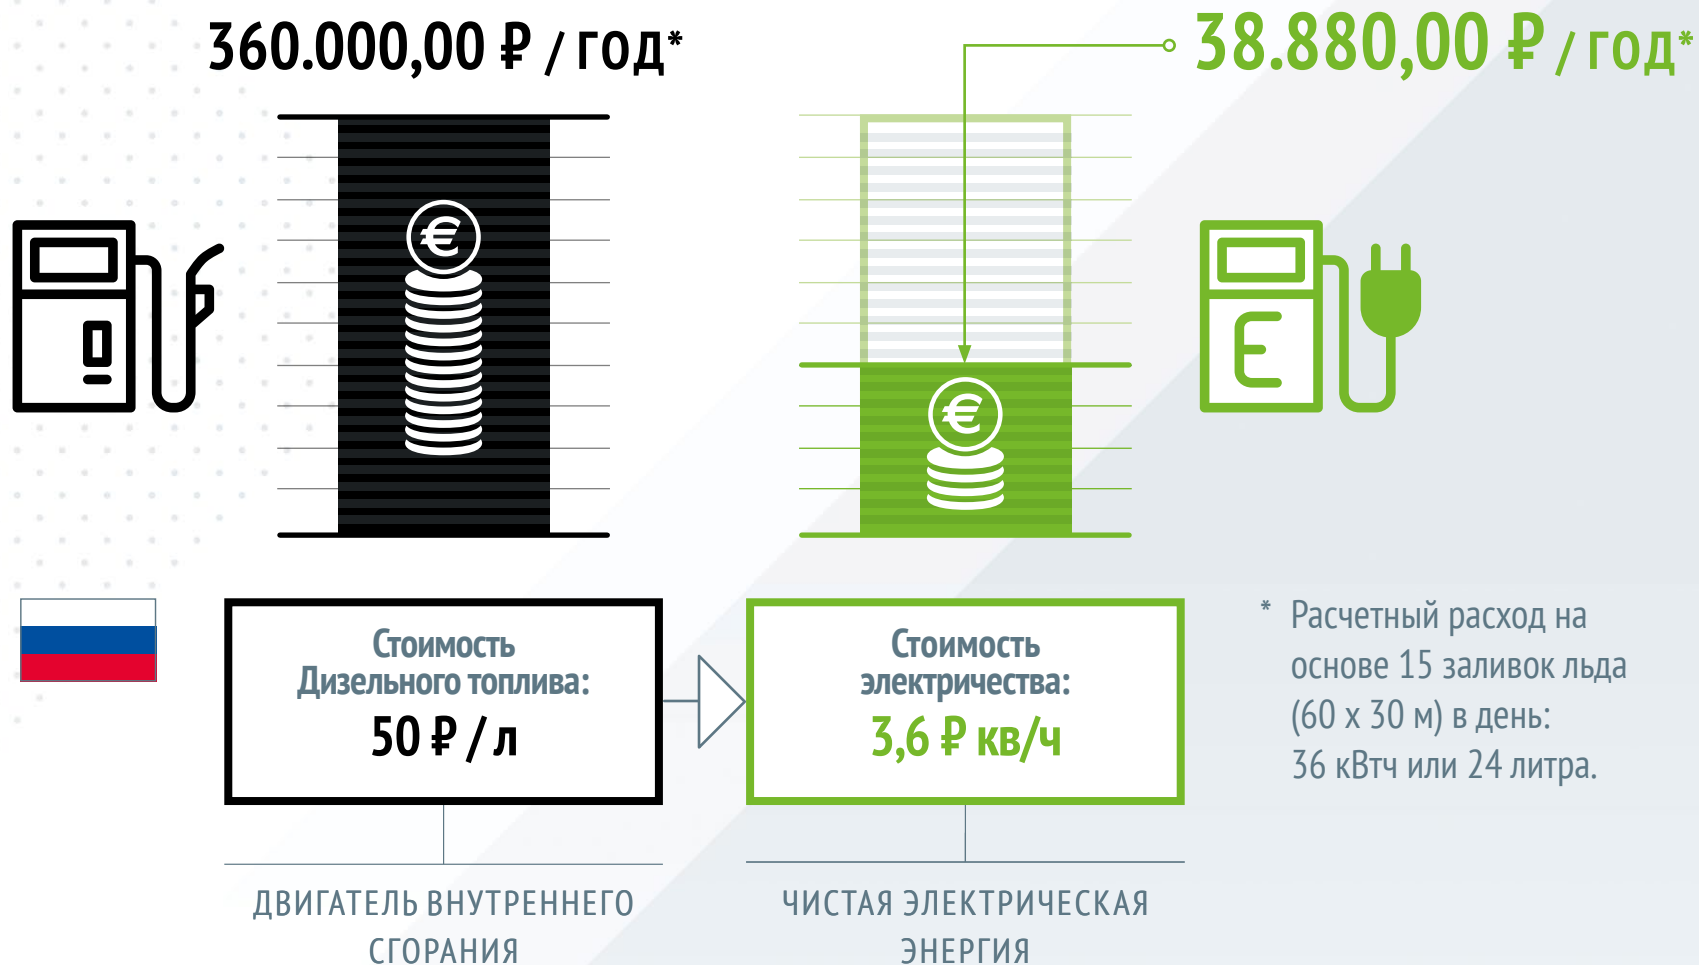 360.000,00 ₽ / ГОД*
38.880,00 ₽ / ГОД*
€
€
E
Стоимость
Дизельного топлива:
50 ₽ / л
Стоимость
электричества:
3,6 ₽ кв/ч
* Расчетный расход на
основе 15 заливок льда
(60 x 30 м) в день:
36 кВтч или 24 литра.
ДВИГАТЕЛЬ ВНУТРЕННЕГО
СГОРАНИЯ
ЧИСТАЯ ЭЛЕКТРИЧЕСКАЯ
ЭНЕРГИЯ